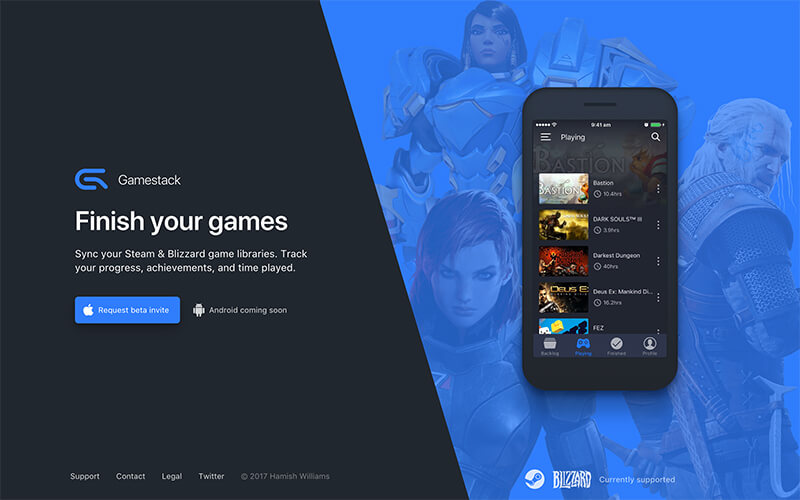 Gamestack
Finish your games
Sync your Steam & Blizzard game libraries. Track
your progress, achievements, and time played.
Request beta invite
Android coming soon
Support
Contact
Legal
Twitter
© 2017 Hamish Williams
9:41 am
Playing
BASTION
BASTION
Bastion
10.4hrs
DARK SOULS™ III
3.9hrs
Darkest Dungeon
40hrs
DEUS EX
Deus Ex: Mankind Di...
16.2hrs
FEZ
Backlog
Playing
Finished
Profile
BLIZZARD
Currently supported